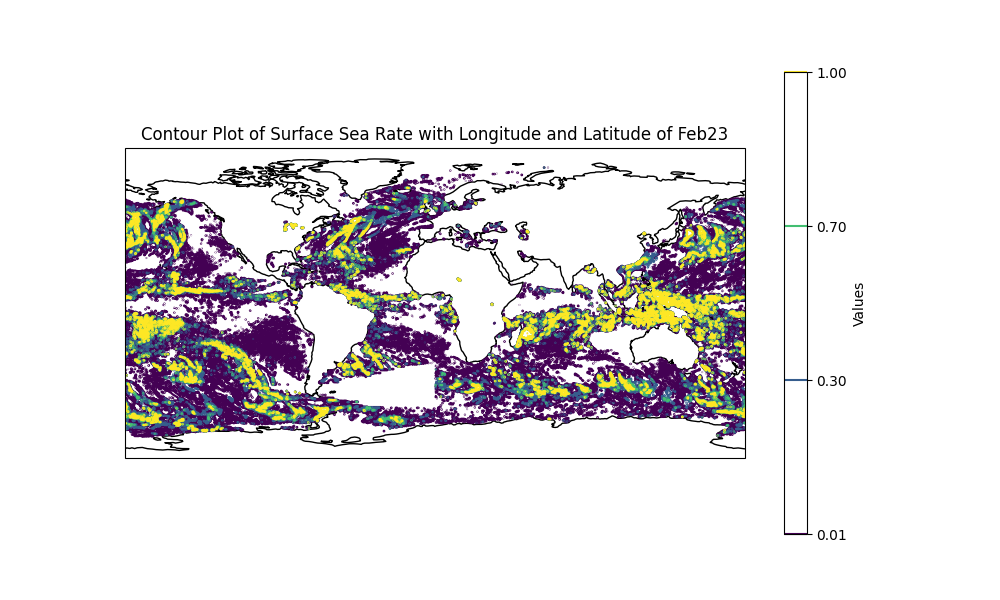 Contour Plot of Surface Sea Rate with Longitude and Latitude of Feb23
1.00
0.70
Values
0.30
0.01